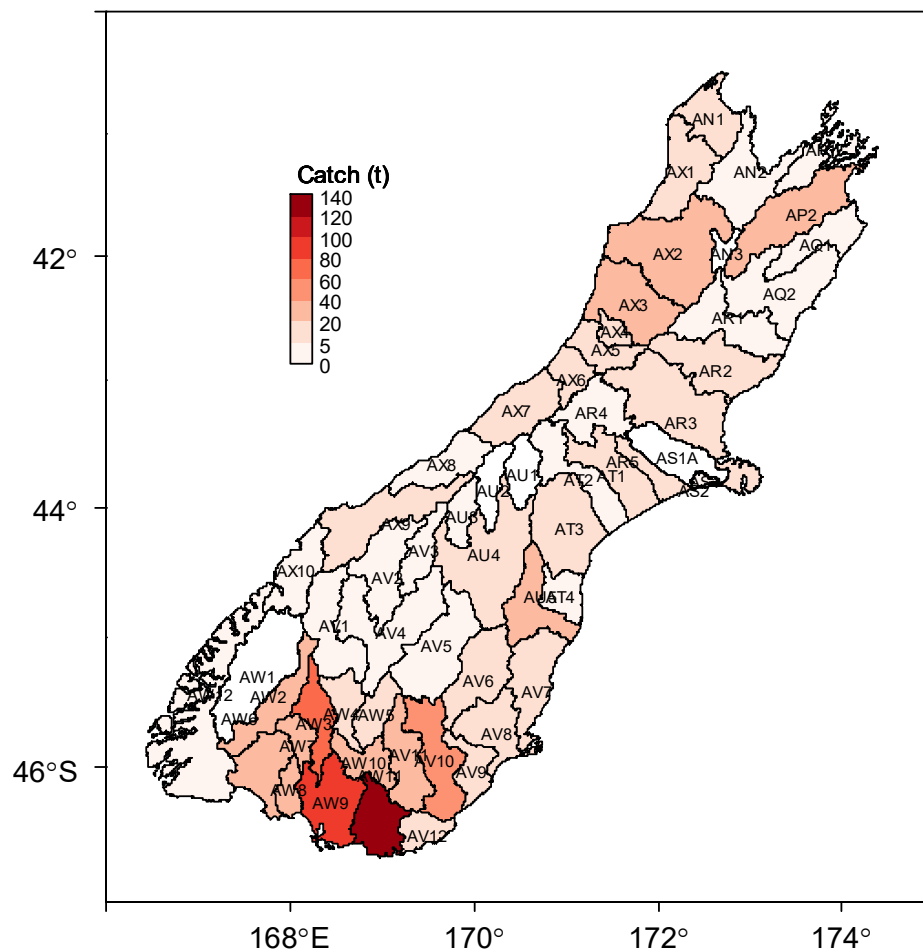 AN1
AX1
AN2
AP2
AX2
AN3
AQ1
AX3
AQ2
AR1
AX4
AX5
AR2
AX6
AX7
AR4
AR3
AS1A
AX8
AU1
AR5
AT2
AT1
AU2
AS2
AX9
AU3
AT3
AV3
AU4
AX10
AV2
AU5
AT4
AV1
AV4
AV5
AW1
AV6
AW2
AV7
AW6
AW4
AW5
AW3
AV8
AW7
AV11
AV10
AW10
AW11
AV9
AW8
AW9
AV12
Catch (t)
140
120
100
80
60
40
20
5
0
42°
44°
46°S
168°E
170°
172°
174°